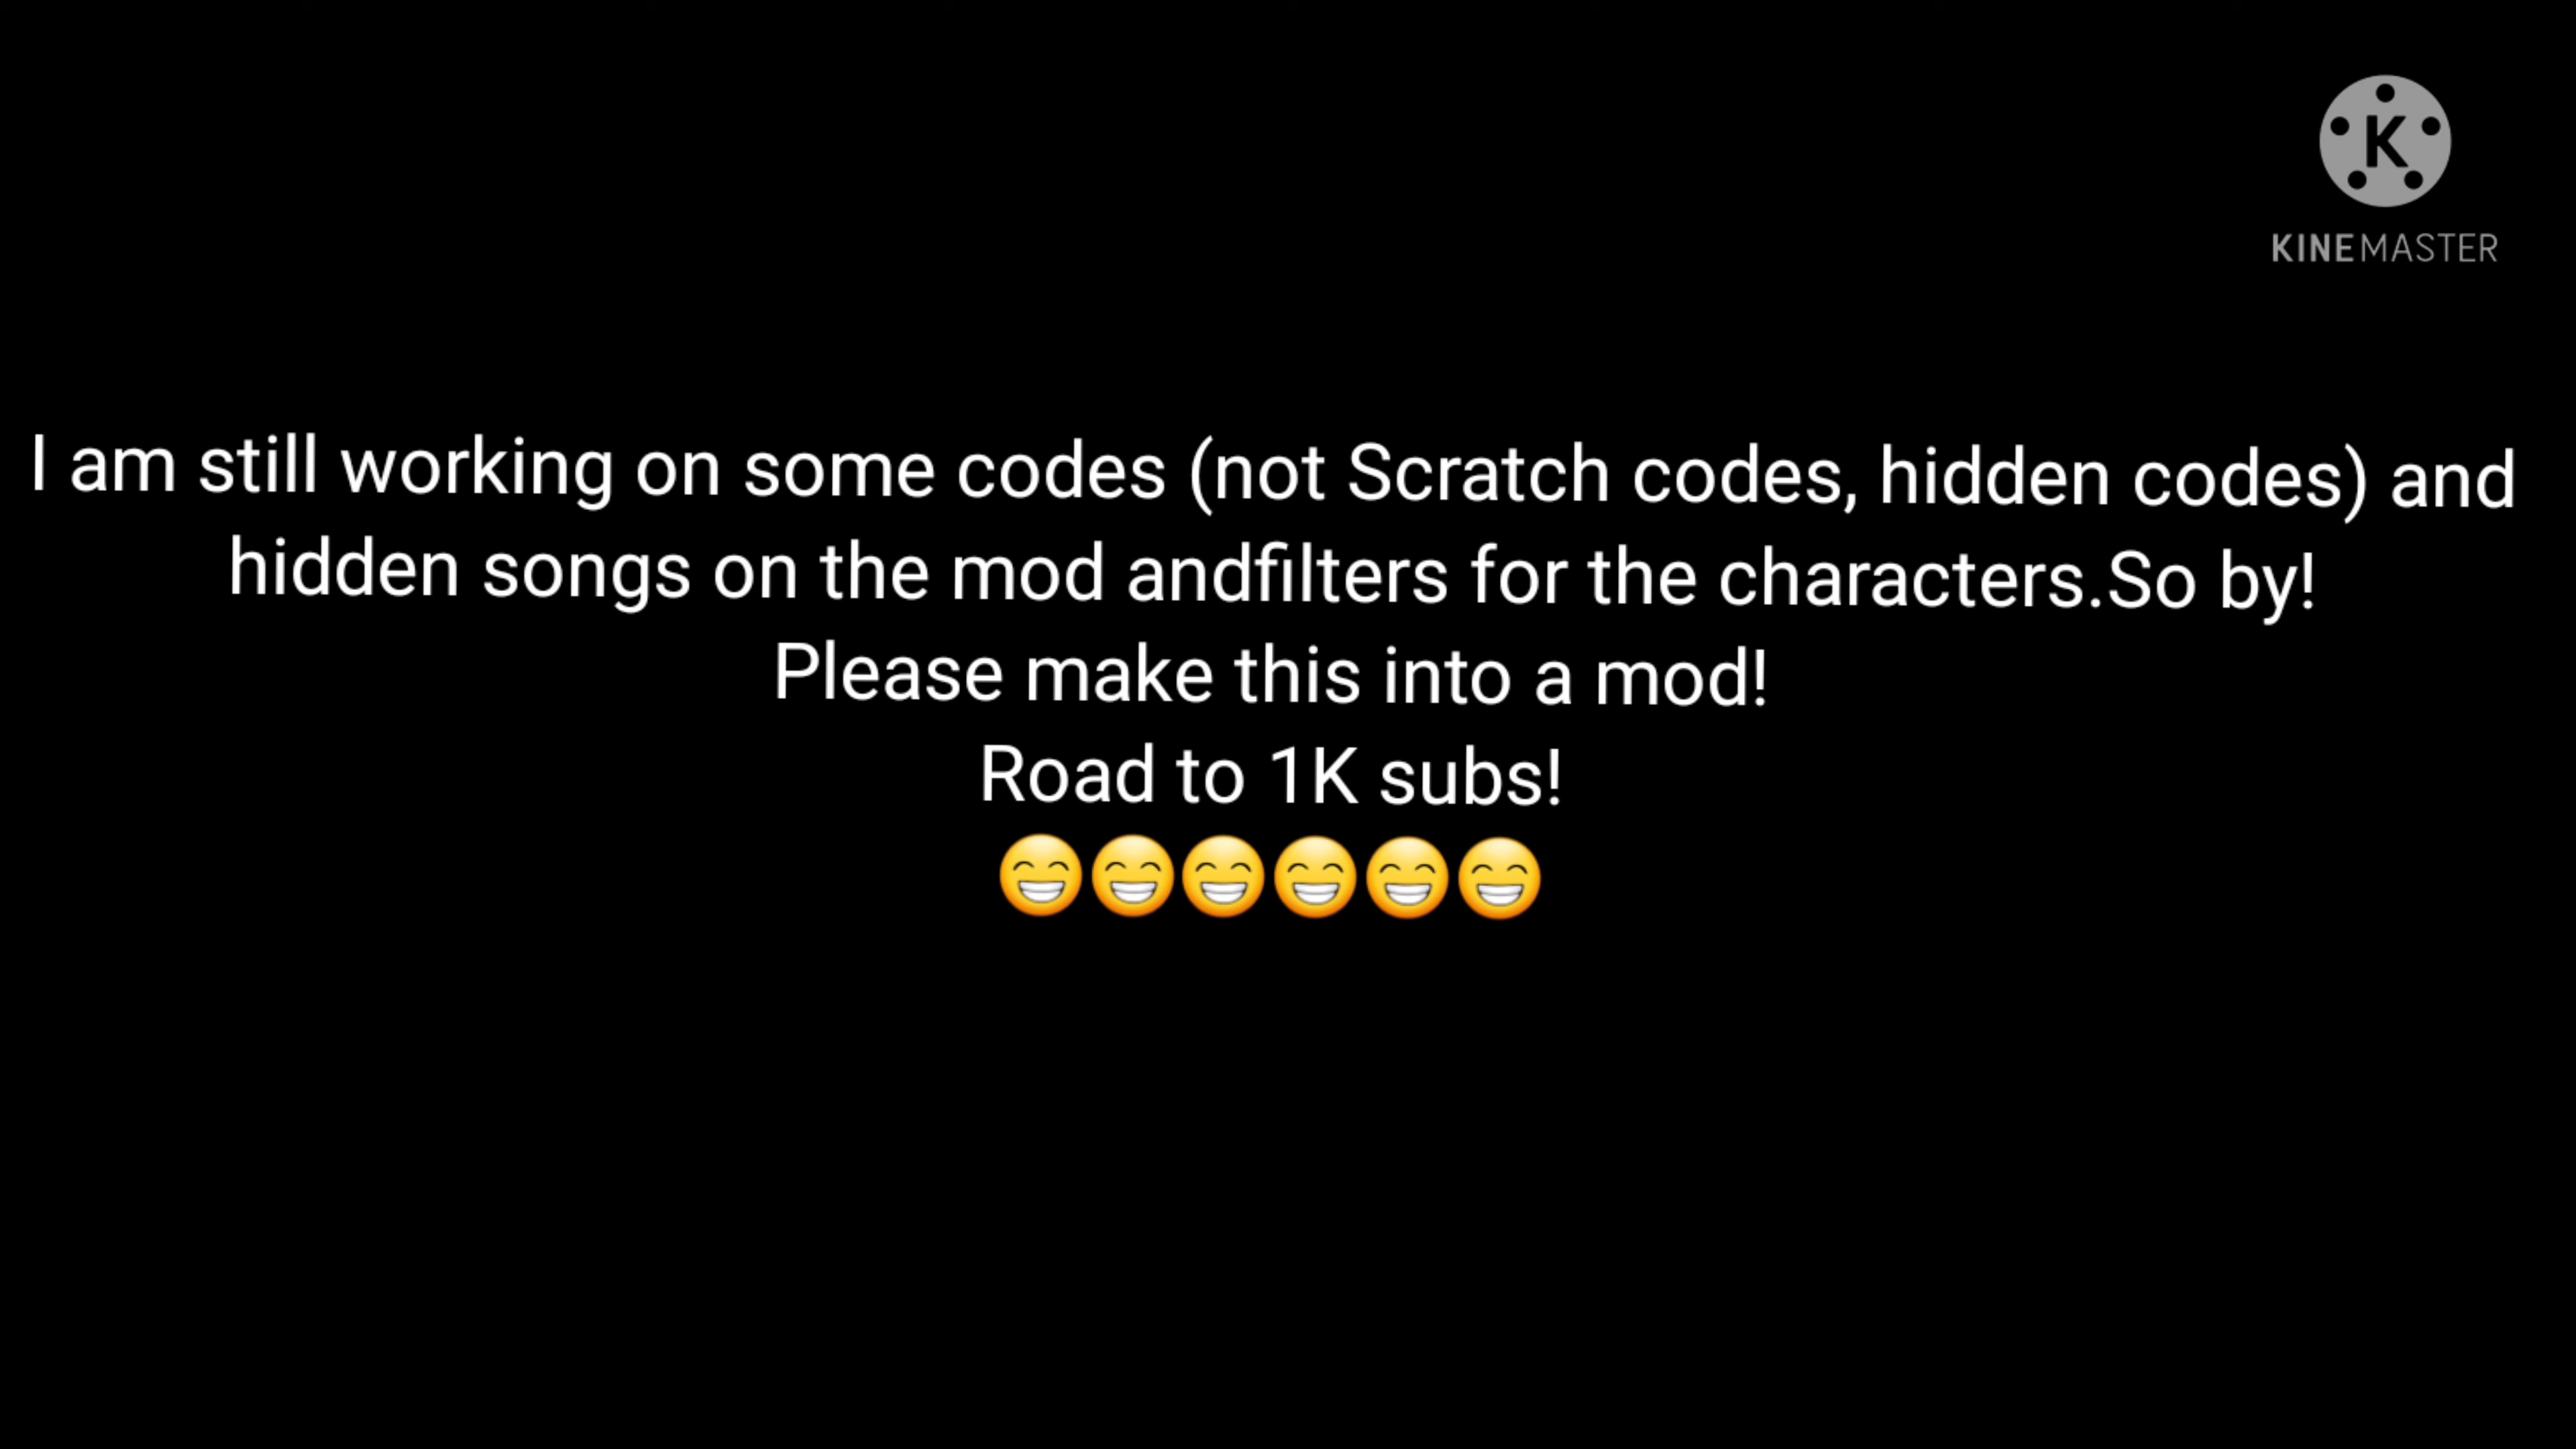 K
KINEMASTER
I am still working on some codes (not Scratch codes, hidden codes) and
hidden songs on the mod andfilters for the characters.So by!
Please make this into a mod!
Road to 1K subs!
😁😁😁😁😁😁